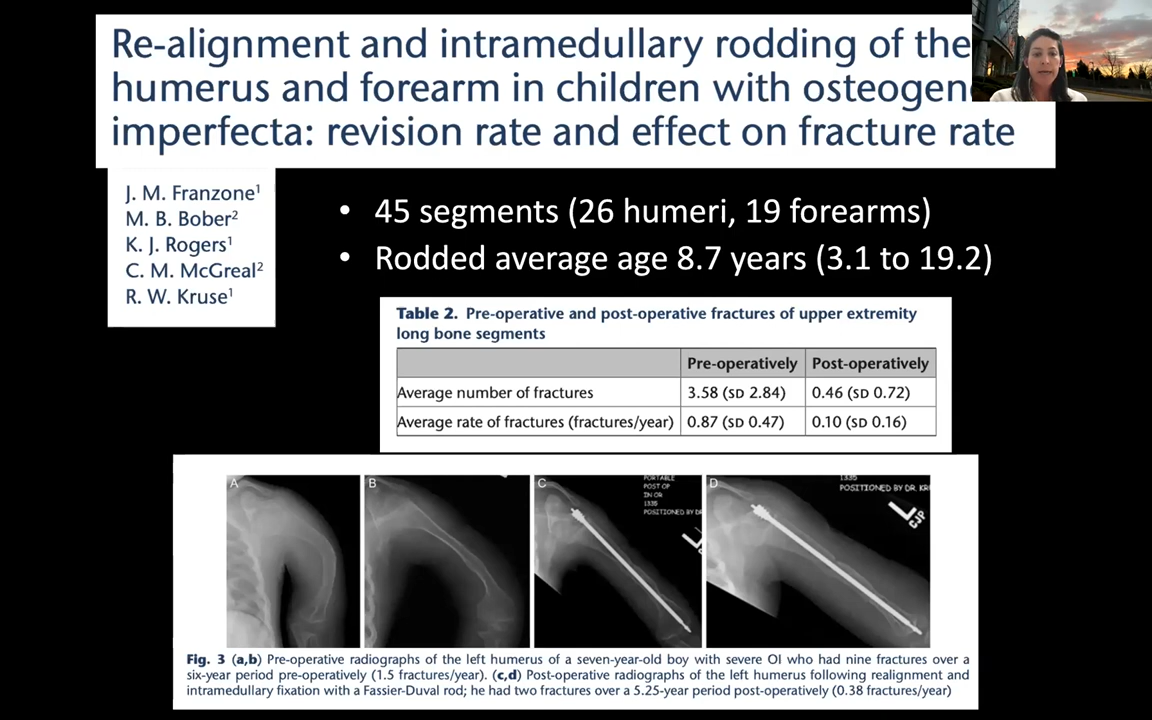 Re-alignment and intramedullary rodding of the
humerus and forearm in children with osteogen
imperfecta: revision rate and effect on fracture rate
J. M. Franzone1
M. B. Bober2
K. J. Rogers1
C. M. McGreal2
R. W. Kruse1
• 45 segments (26 humeri, 19 forearms)
• Rodded average age 8.7 years (3.1 to 19.2)
Table 2. Pre-operative and post-operative fractures of upper extremity
long bone segments
Pre-operatively Post-operatively
Average number of fractures 3.58 (SD 2.84) 0.46 (SD 0.72)
Average rate of fractures (fractures/year) 0.87 (SD 0.47) 0.10 (SD 0.16)
A
B
C
PORTABLE
POST OP
IN OR
1335
POSITIONED BY
D
1335
POSITIONED BY DR. KR
L
CJP
Fig. 3 (a,b) Pre-operative radiographs of the left humerus of a seven-year-old boy with severe OI who had nine fractures over a
six-year period pre-operatively (1.5 fractures/year). (c,d) Post-operative radiographs of the left humerus following realignment and
intramedullary fixation with a Fassier-Duval rod; he had two fractures over a 5.25-year period post-operatively (0.38 fractures/year)